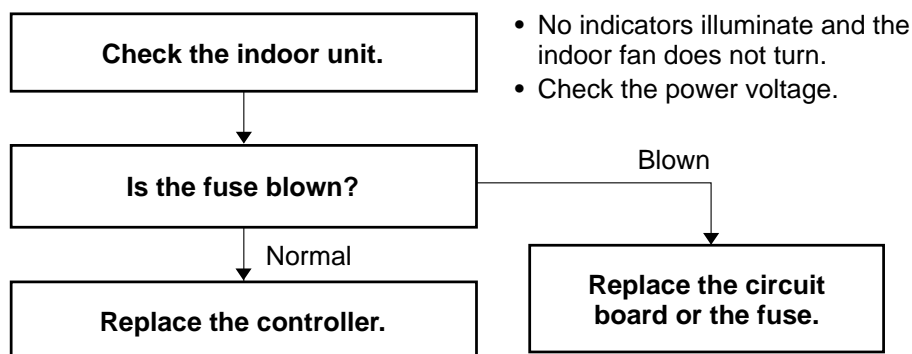 Check the indoor unit.
• No indicators illuminate and the
indoor fan does not turn.
• Check the power voltage.
Is the fuse blown?
Blown
Normal
Replace the controller.
Replace the circuit
board or the fuse.